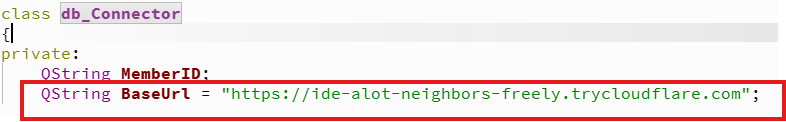 class db_Connector
{
private:
    QString MemberID;
    QString BaseUrl = "https://ide-alot-neighbors-freely.trycloudflare.com";